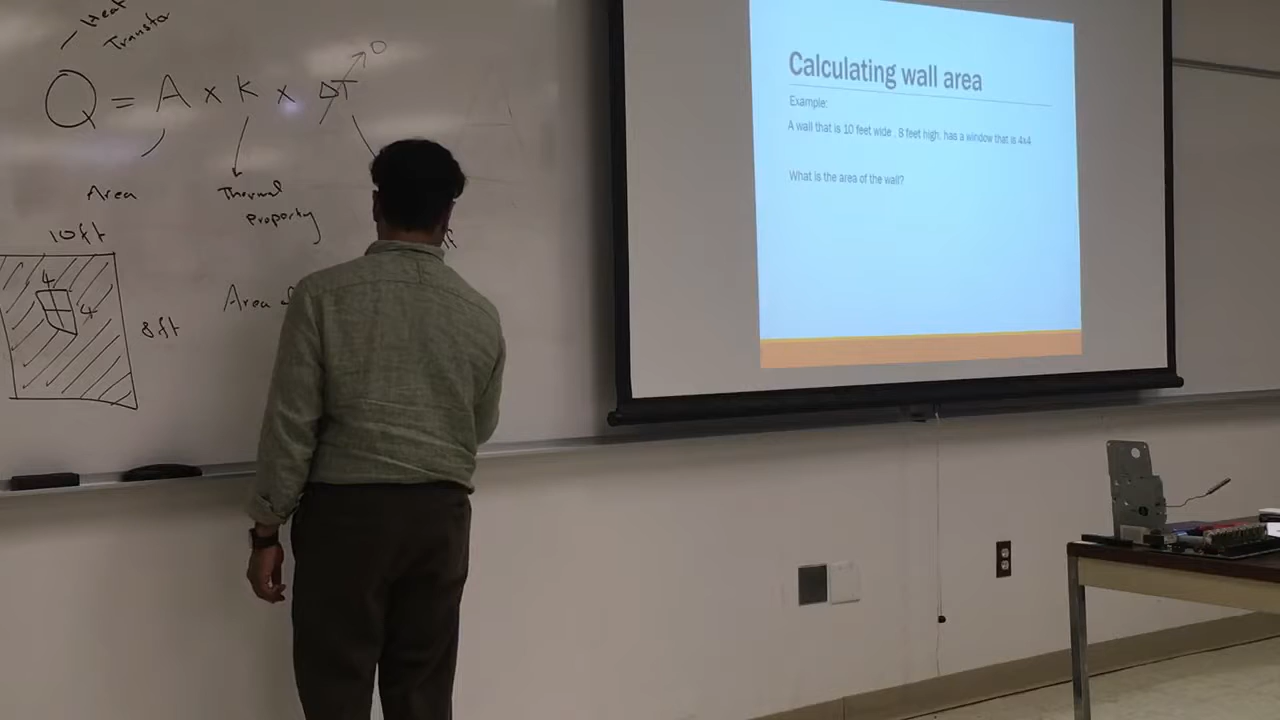 Heat
Transfer
Q = A x K x ΔT
O
Area
Thermal
Property
10ft
4
4
8ft
Area
Calculating wall area
Example:
A wall that is 10 feet wide . 8 feet high. has a window that is 4x4
What is the area of the wall?